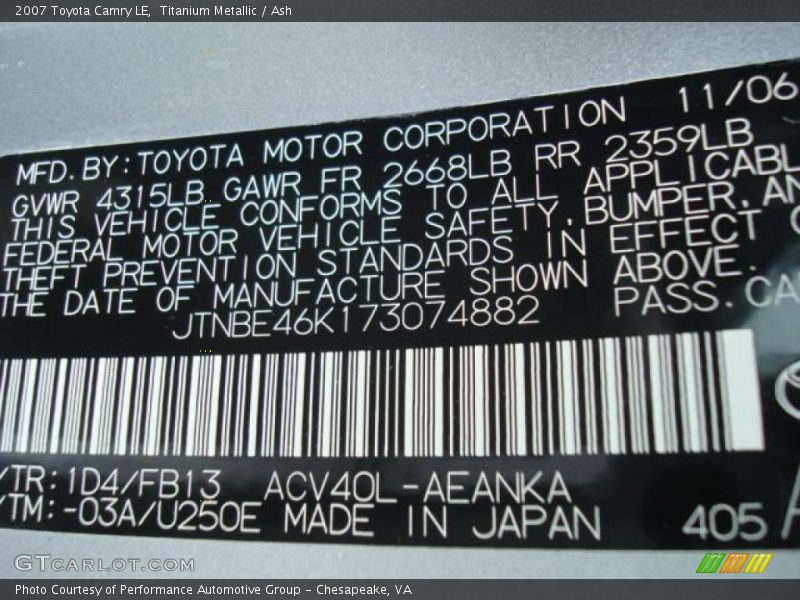 2007 Toyota Camry LE, Titanium Metallic / Ash
MFD. BY: TOYOTA MOTOR CORPORATION 11/06
GVWR 4315LB GAWR FR 2668LB RR 2359LB
THIS VEHICLE CONFORMS TO ALL APPLICABL
FEDERAL MOTOR VEHICLE SAFETY, BUMPER, AN
THEFT PREVENTION STANDARDS IN EFFECT O
THE DATE OF MANUFACTURE SHOWN ABOVE.
JTNBE46K173074882 PASS. CA
/TR: 1D4/FB13 ACV40L-AEANKA
/TM: -03A/U250E MADE IN JAPAN 405
GTCARLOT.COM
Photo Courtesy of Performance Automotive Group - Chesapeake, VA